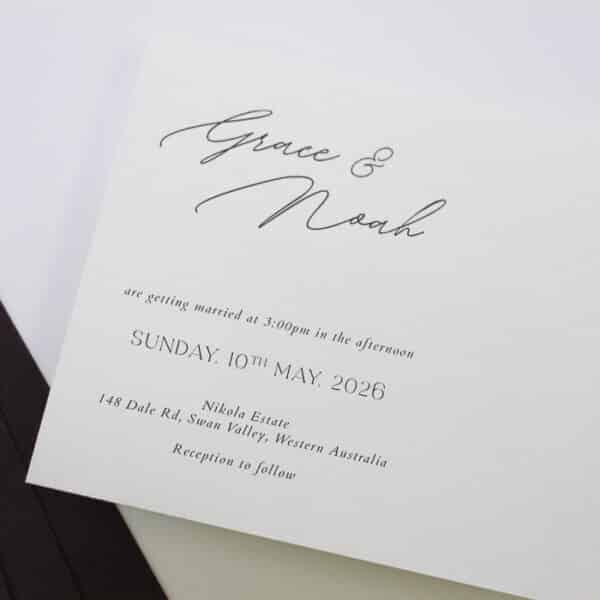 Grace &
Noah
are getting married at 3:00pm in the afternoon
SUNDAY, 10TH MAY, 2026
Nikola Estate
148 Dale Rd, Swan Valley, Western Australia
Reception to follow